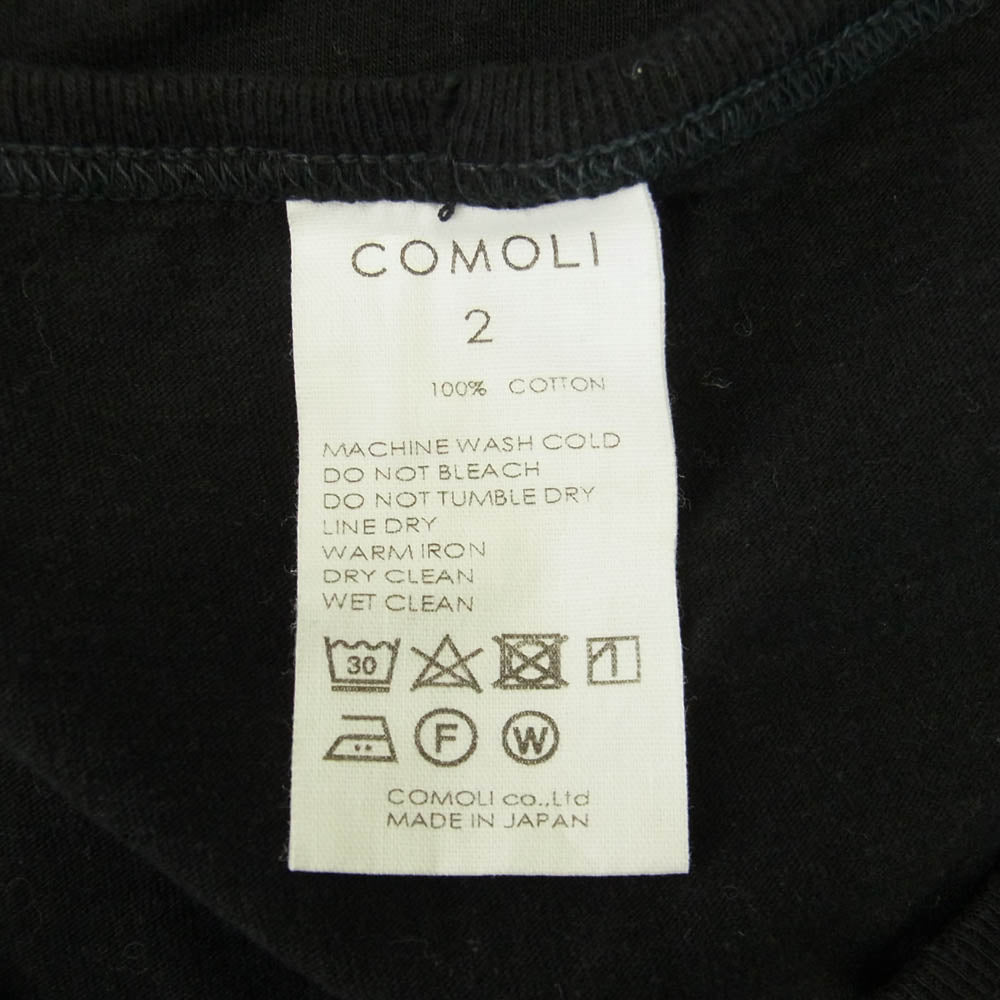 COMOLI
2
100% COTTON
MACHINE WASH COLD
DO NOT BLEACH
DO NOT TUMBLE DRY
LINE DRY
WARM IRON
DRY CLEAN
WET CLEAN
30
F W
COMOLI co.,Ltd
MADE IN JAPAN